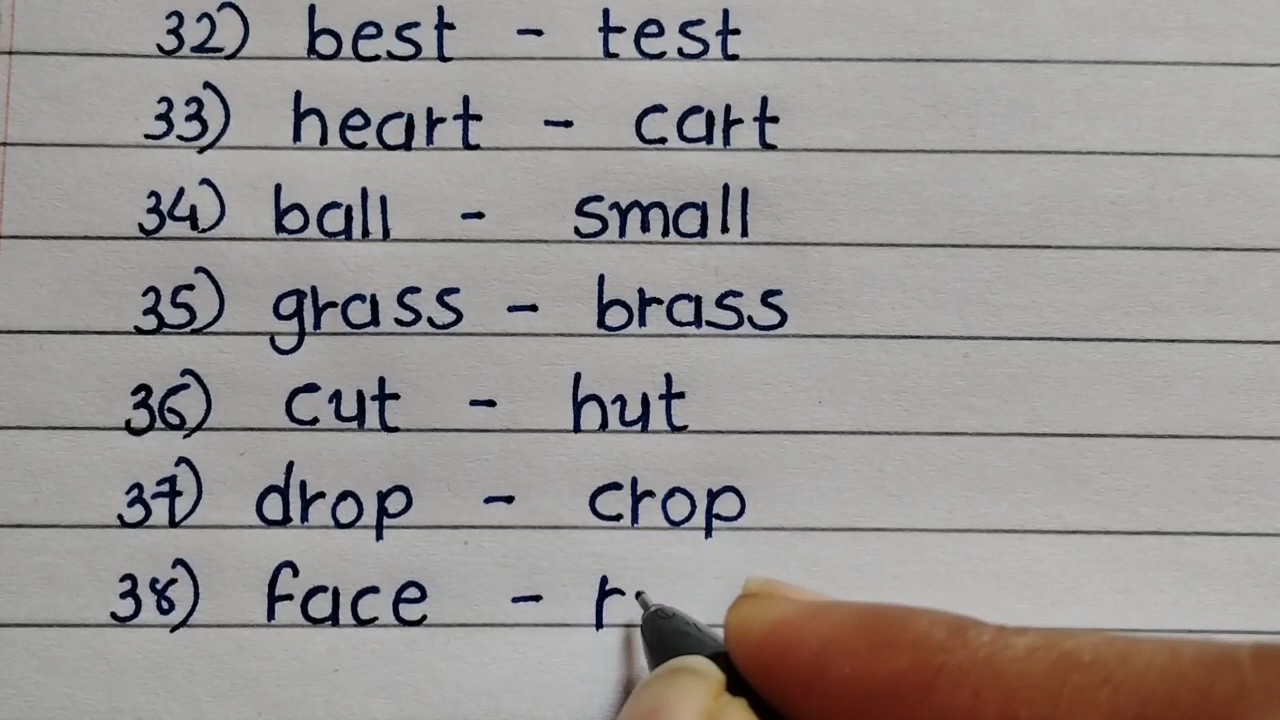 32) best - test
33) heart - cart
34) ball - small
35) grass - brass
36) cut - hut
37) drop - crop
38) face - r